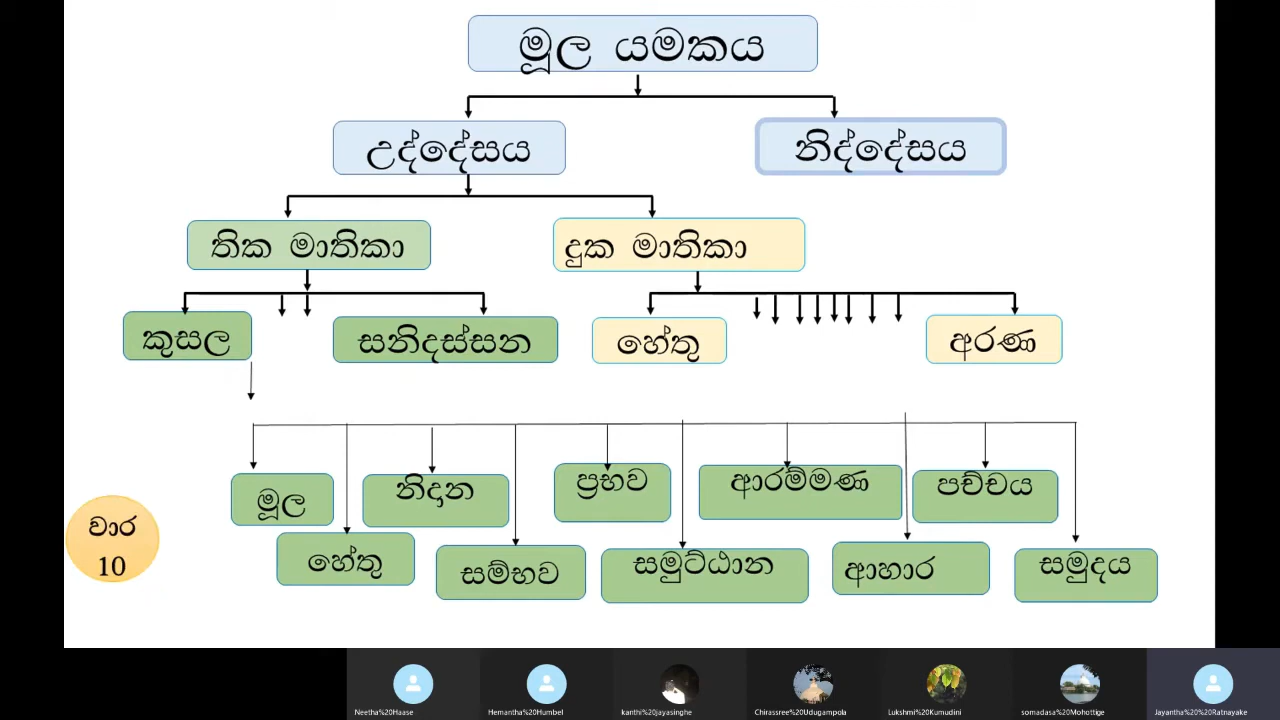 මූල යමකය
උද්දේසය
නිද්දේසය
තික මාතිකා
දුක මාතිකා
කුසල
සනිදස්සන
හේතු
අරණ
මූල
නිදාන
ප්‍රභව
ආරම්මණ
පච්චය
හේතු
සම්භව
සමුට්ඨාන
ආහාර
සමුදය
වාර
10
Neetha%20Haase
Hemantha%20Humbel
kanthi%20jayasinghe
Chirassree%20Udugampola
Lukshmi%20Kumudini
somadasa%20Mohottige
Jayantha%20%20Ratnayake